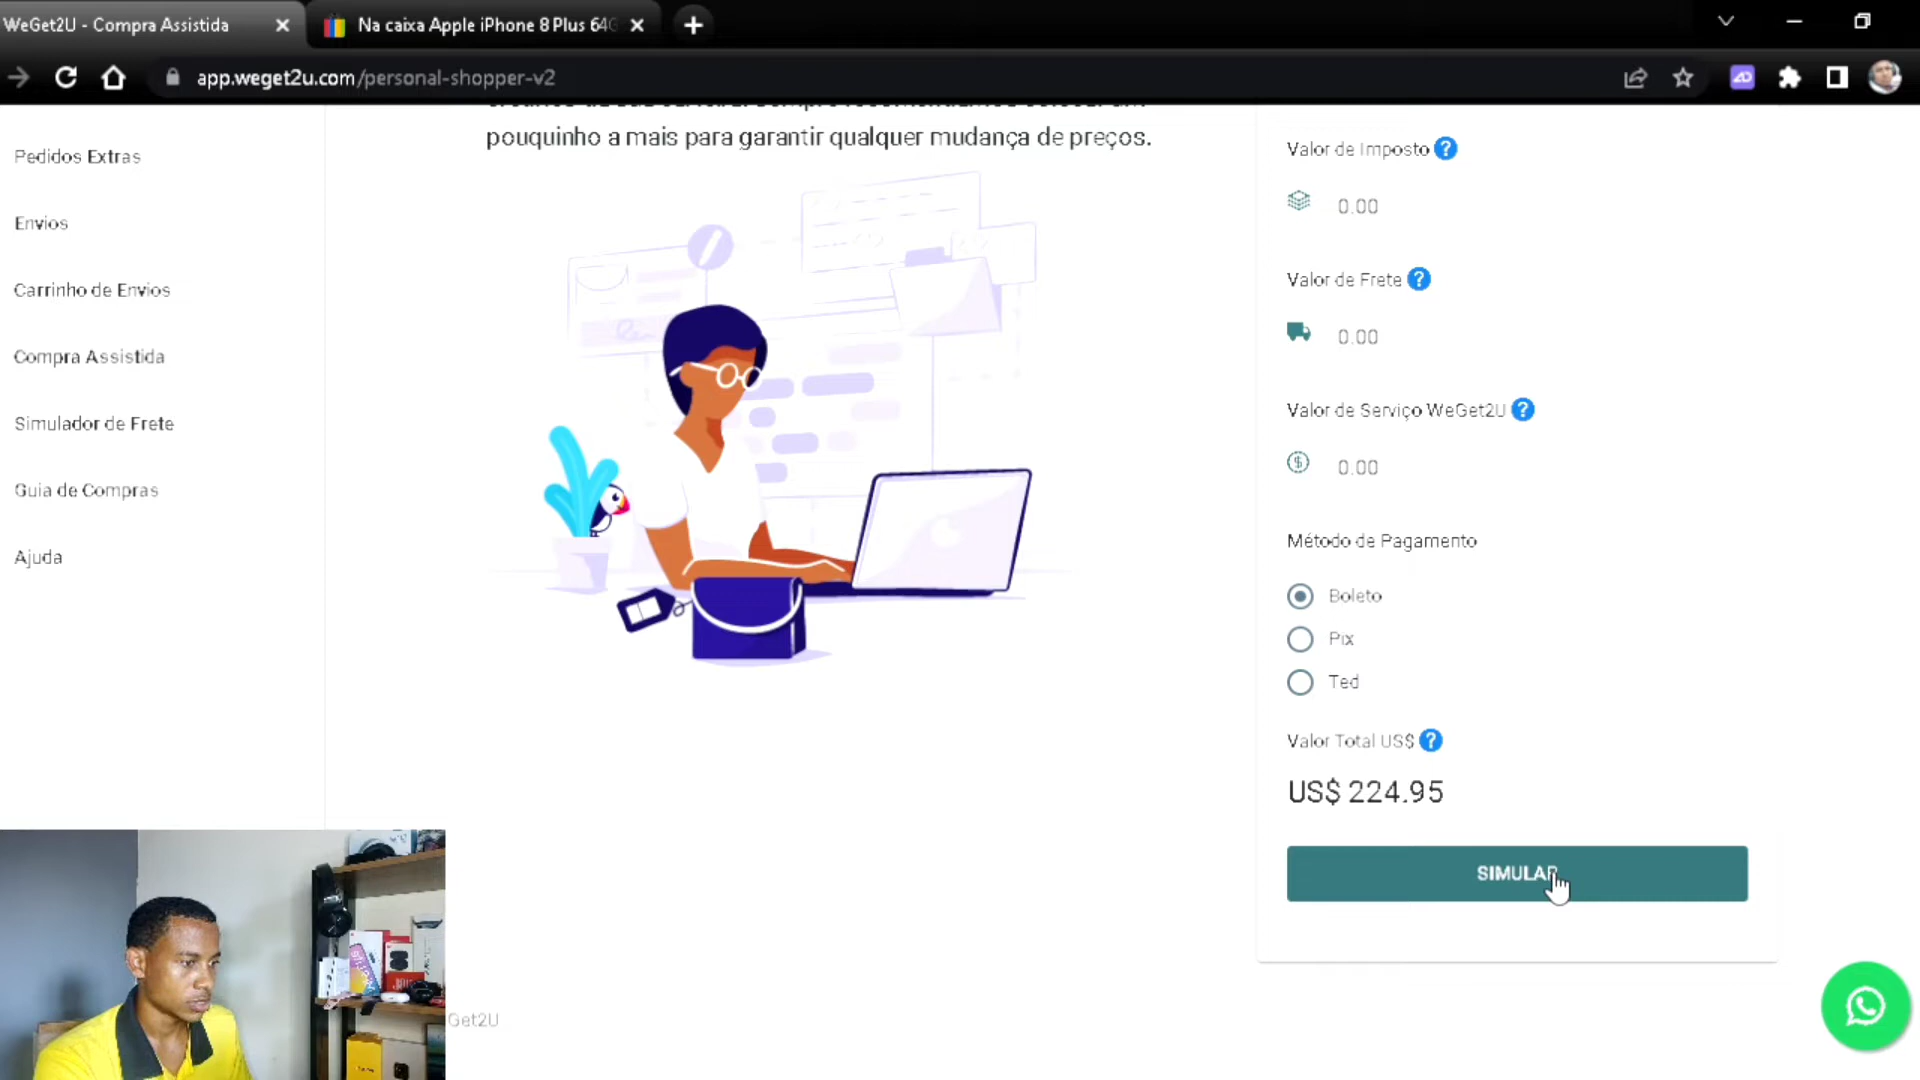 WeGet2U - Compra Assistida
Na caixa Apple iPhone 8 Plus 64G
app.weget2u.com/personal-shopper-v2
pouquinho a mais para garantir qualquer mudança de preços.
Pedidos Extras
Envios
Carrinho de Envios
Compra Assistida
Simulador de Frete
Guia de Compras
Ajuda
Valor de Imposto ?
0.00
Valor de Frete ?
0.00
Valor de Serviço WeGet2U ?
$ 0.00
Método de Pagamento
Boleto
Pix
Ted
Valor Total US$ ?
US$ 224.95
SIMULAR
Get2U